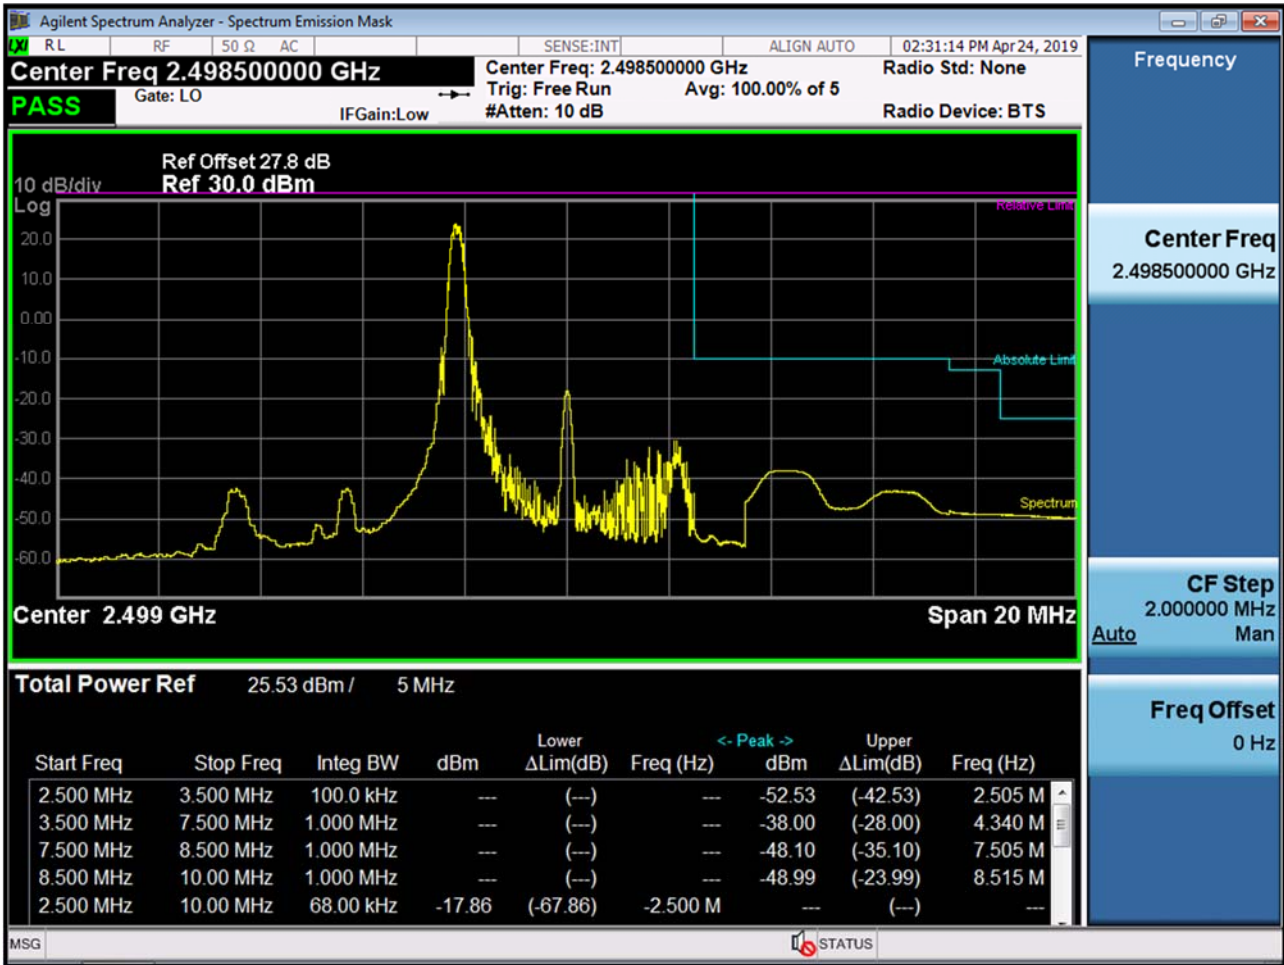 Agilent Spectrum Analyzer - Spectrum Emission Mask
LXI RL RF 50 Ω AC SENSE:INT ALIGN AUTO 02:31:14 PM Apr 24, 2019
Center Freq 2.498500000 GHz
Center Freq: 2.498500000 GHz Radio Std: None
PASS Gate: LO Trig: Free Run Avg: 100.00% of 5
IFGain:Low #Atten: 10 dB Radio Device: BTS
Ref Offset 27.8 dB
10 dB/div Ref 30.0 dBm
Log
Relative Limit
20.0
10.0
0.00
-10.0
Absolute Limit
-20.0
-30.0
-40.0
-50.0
Spectrum
-60.0
Center 2.499 GHz Span 20 MHz
Total Power Ref 25.53 dBm / 5 MHz
Lower <- Peak -> Upper
Start Freq Stop Freq Integ BW dBm ΔLim(dB) Freq (Hz) dBm ΔLim(dB) Freq (Hz)
2.500 MHz 3.500 MHz 100.0 kHz --- (---) --- -52.53 (-42.53) 2.505 M
3.500 MHz 7.500 MHz 1.000 MHz --- (---) --- -38.00 (-28.00) 4.340 M
7.500 MHz 8.500 MHz 1.000 MHz --- (---) --- -48.10 (-35.10) 7.505 M
8.500 MHz 10.00 MHz 1.000 MHz --- (---) --- -48.99 (-23.99) 8.515 M
2.500 MHz 10.00 MHz 68.00 kHz -17.86 (-67.86) -2.500 M --- (---) ---
MSG STATUS
Frequency
Center Freq
2.498500000 GHz
CF Step
2.000000 MHz
Auto Man
Freq Offset
0 Hz